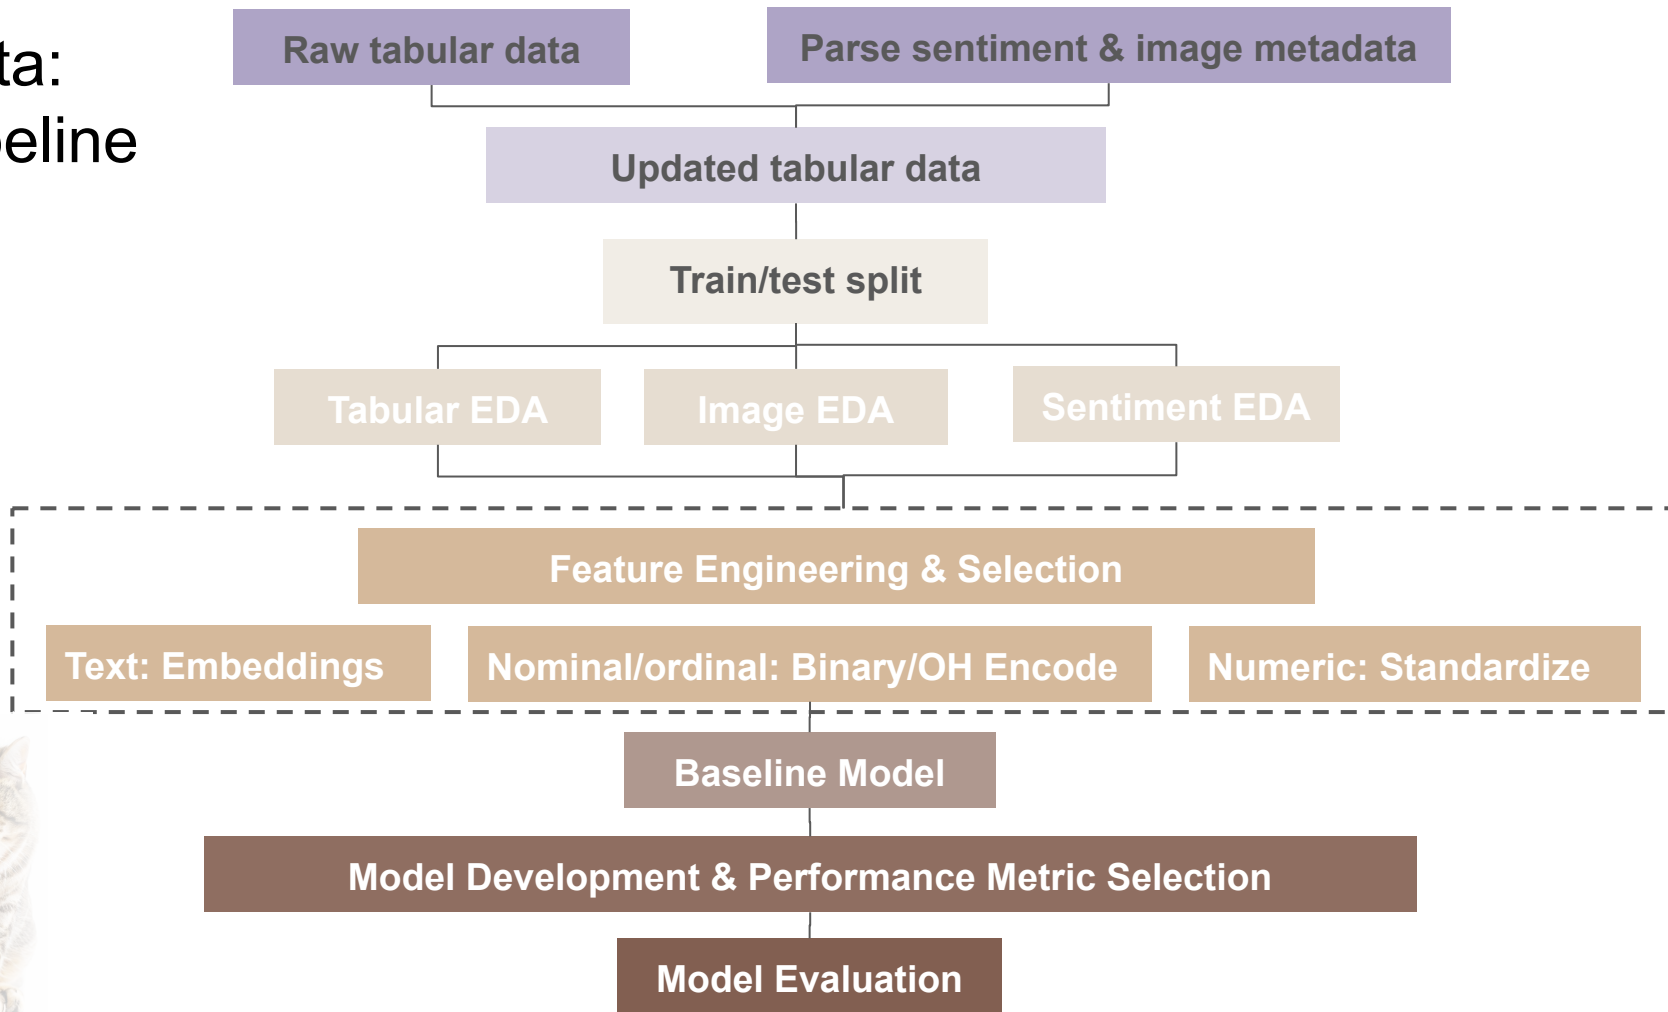 ta:
peline
Raw tabular data
Parse sentiment & image metadata
Updated tabular data
Train/test split
Tabular EDA
Image EDA
Sentiment EDA
Feature Engineering & Selection
Text: Embeddings
Nominal/ordinal: Binary/OH Encode
Numeric: Standardize
Baseline Model
Model Development & Performance Metric Selection
Model Evaluation